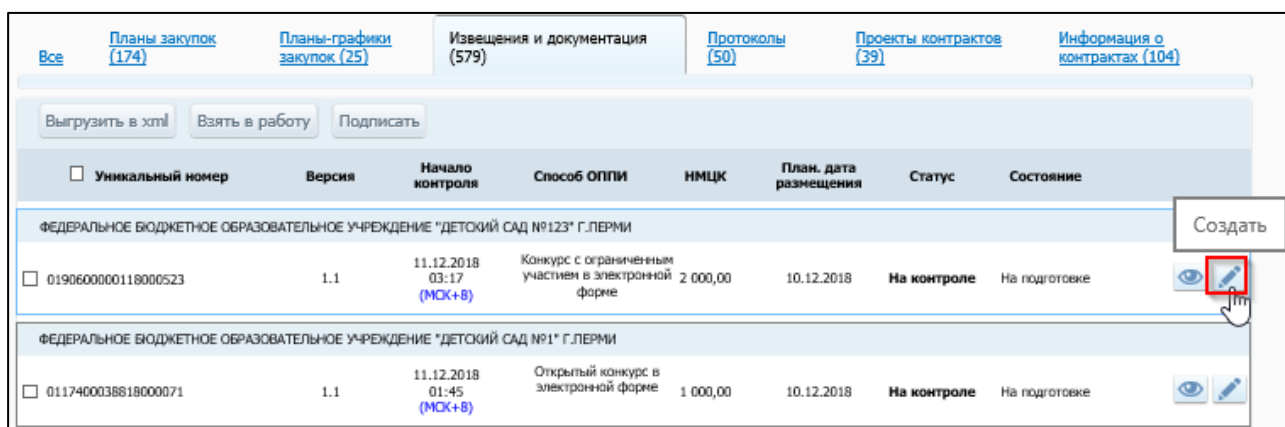 Все
Планы закупок
(174)
Планы-графики
закупок (25)
Извещения и документация
(579)
Протоколы
(50)
Проекты контрактов
(39)
Информация о
контрактах (104)
Выгрузить в xml Взять в работу Подписать
Уникальный номер Версия Начало
контроля Способ ОППИ НМЦК План. дата
размещения Статус Состояние
Создать
ФЕДЕРАЛЬНОЕ БЮДЖЕТНОЕ ОБРАЗОВАТЕЛЬНОЕ УЧРЕЖДЕНИЕ "ДЕТСКИЙ САД №123" Г.ПЕРМИ
0190600000118000523 1.1 11.12.2018
03:17
(МСК+8) Конкурс с ограниченным
участием в электронной
форме 2 000,00 10.12.2018 На контроле На подготовке
ФЕДЕРАЛЬНОЕ БЮДЖЕТНОЕ ОБРАЗОВАТЕЛЬНОЕ УЧРЕЖДЕНИЕ "ДЕТСКИЙ САД №1" Г.ПЕРМИ
0117400038818000071 1.1 11.12.2018
01:45
(МСК+8) Открытый конкурс в
электронной форме 1 000,00 10.12.2018 На контроле На подготовке